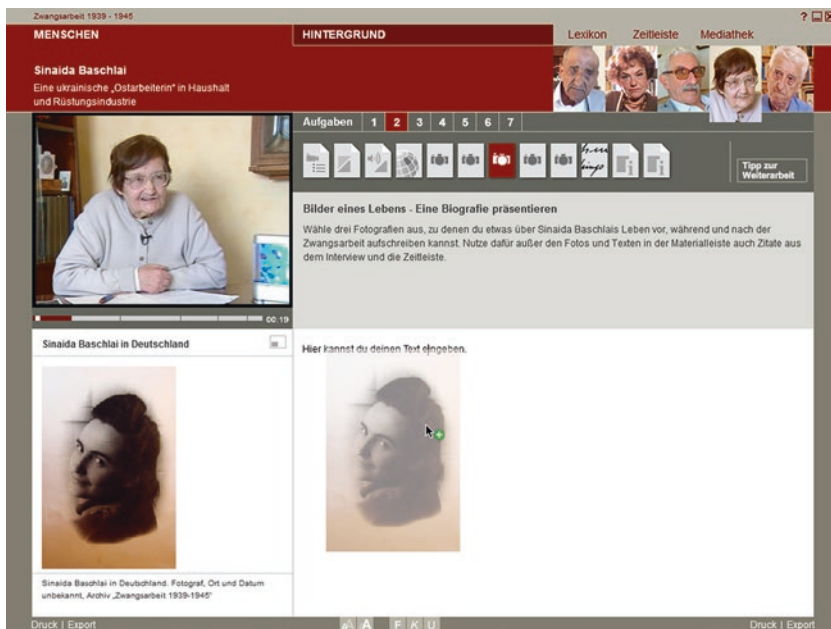 Zwangsarbeit 1939 - 1945
?
MENSCHEN
HINTERGRUND
Lexikon Zeitleiste Mediathek
Sinaida Baschlai
Eine ukrainische „Ostarbeiterin" in Haushalt
und Rüstungsindustrie
Aufgaben 1 2 3 4 5 6 7
Tipp zur
Weiterarbeit
Bilder eines Lebens - Eine Biografie präsentieren
Wähle drei Fotografien aus, zu denen du etwas über Sinaida Baschlais Leben vor, während und nach der
Zwangsarbeit aufschreiben kannst. Nutze dafür außer den Fotos und Texten in der Materialleiste auch Zitate aus
dem Interview und die Zeitleiste.
00:19
Sinaida Baschlai in Deutschland
Hier kannst du deinen Text eingeben.
Sinaida Baschlai in Deutschland. Fotograf, Ort und Datum
unbekannt, Archiv „Zwangsarbeit 1939-1945"
Druck | Export
A A F K U
Druck | Export